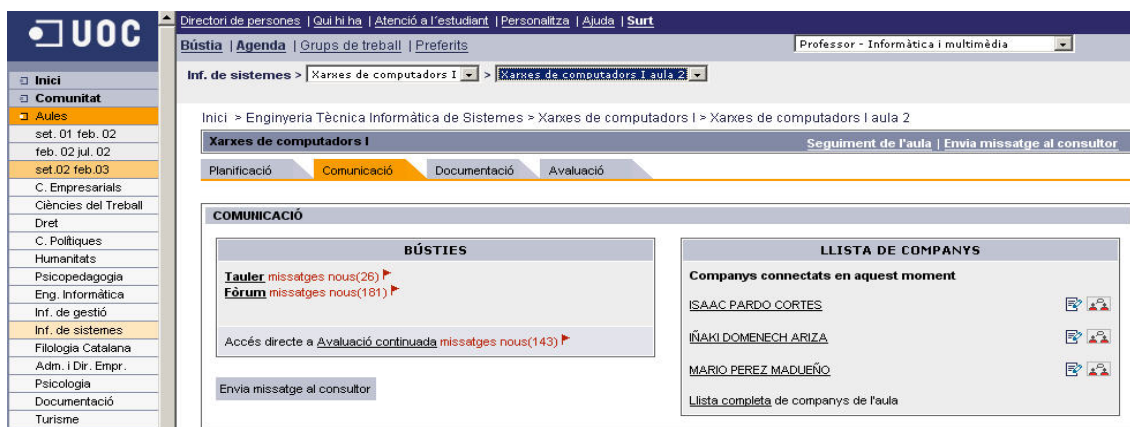 UOC
Directori de persones | Qui hi ha | Atenció a l'estudiant | Personalitza | Ajuda | Surt
Bústia | Agenda | Grups de treball | Preferits
Professor - Informàtica i multimèdia
Inf. de sistemes > Xarxes de computadors I > Xarxes de computadors I aula 2
Inici
Comunitat
Aules
set. 01 feb. 02
feb. 02 jul. 02
set.02 feb.03
C. Empresarials
Ciències del Treball
Dret
C. Polítiques
Humanitats
Psicopedagogia
Eng. Informàtica
Inf. de gestió
Inf. de sistemes
Filologia Catalana
Adm. i Dir. Empr.
Psicologia
Documentació
Turisme
Inici > Enginyeria Tècnica Informàtica de Sistemes > Xarxes de computadors I > Xarxes de computadors I aula 2
Xarxes de computadors I
Seguiment de l'aula | Envia missatge al consultor
Planificació
Comunicació
Documentació
Avaluació
COMUNICACIÓ
BÚSTIES
Tauler missatges nous(26)
Fòrum missatges nous(181)
Accés directe a Avaluació continuada missatges nous(143)
Envia missatge al consultor
LLISTA DE COMPANYS
Companys connectats en aquest moment
ISAAC PARDO CORTES
IÑAKI DOMENECH ARIZA
MARIO PEREZ MADUEÑO
Llista completa de companys de l'aula